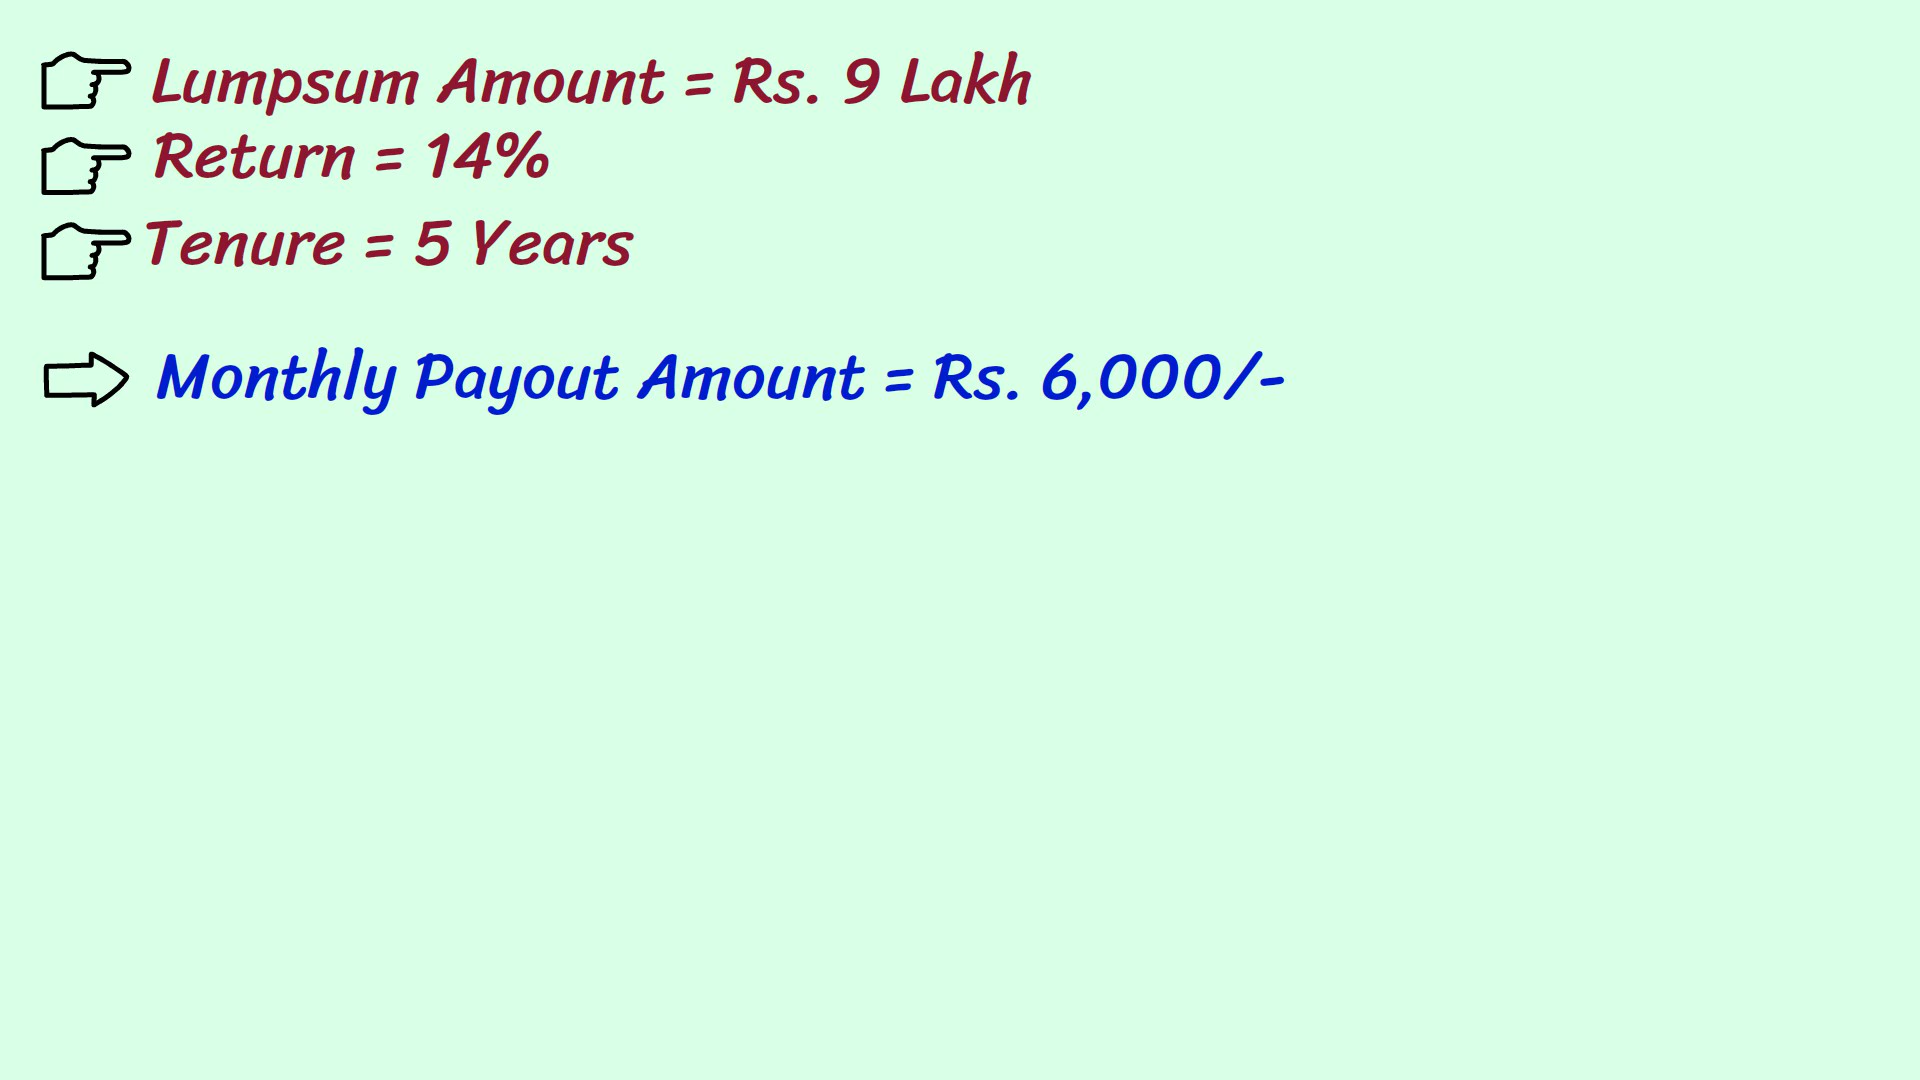 Lumpsum Amount = Rs. 9 Lakh
Return = 14%
Tenure = 5 Years
Monthly Payout Amount = Rs. 6,000/-